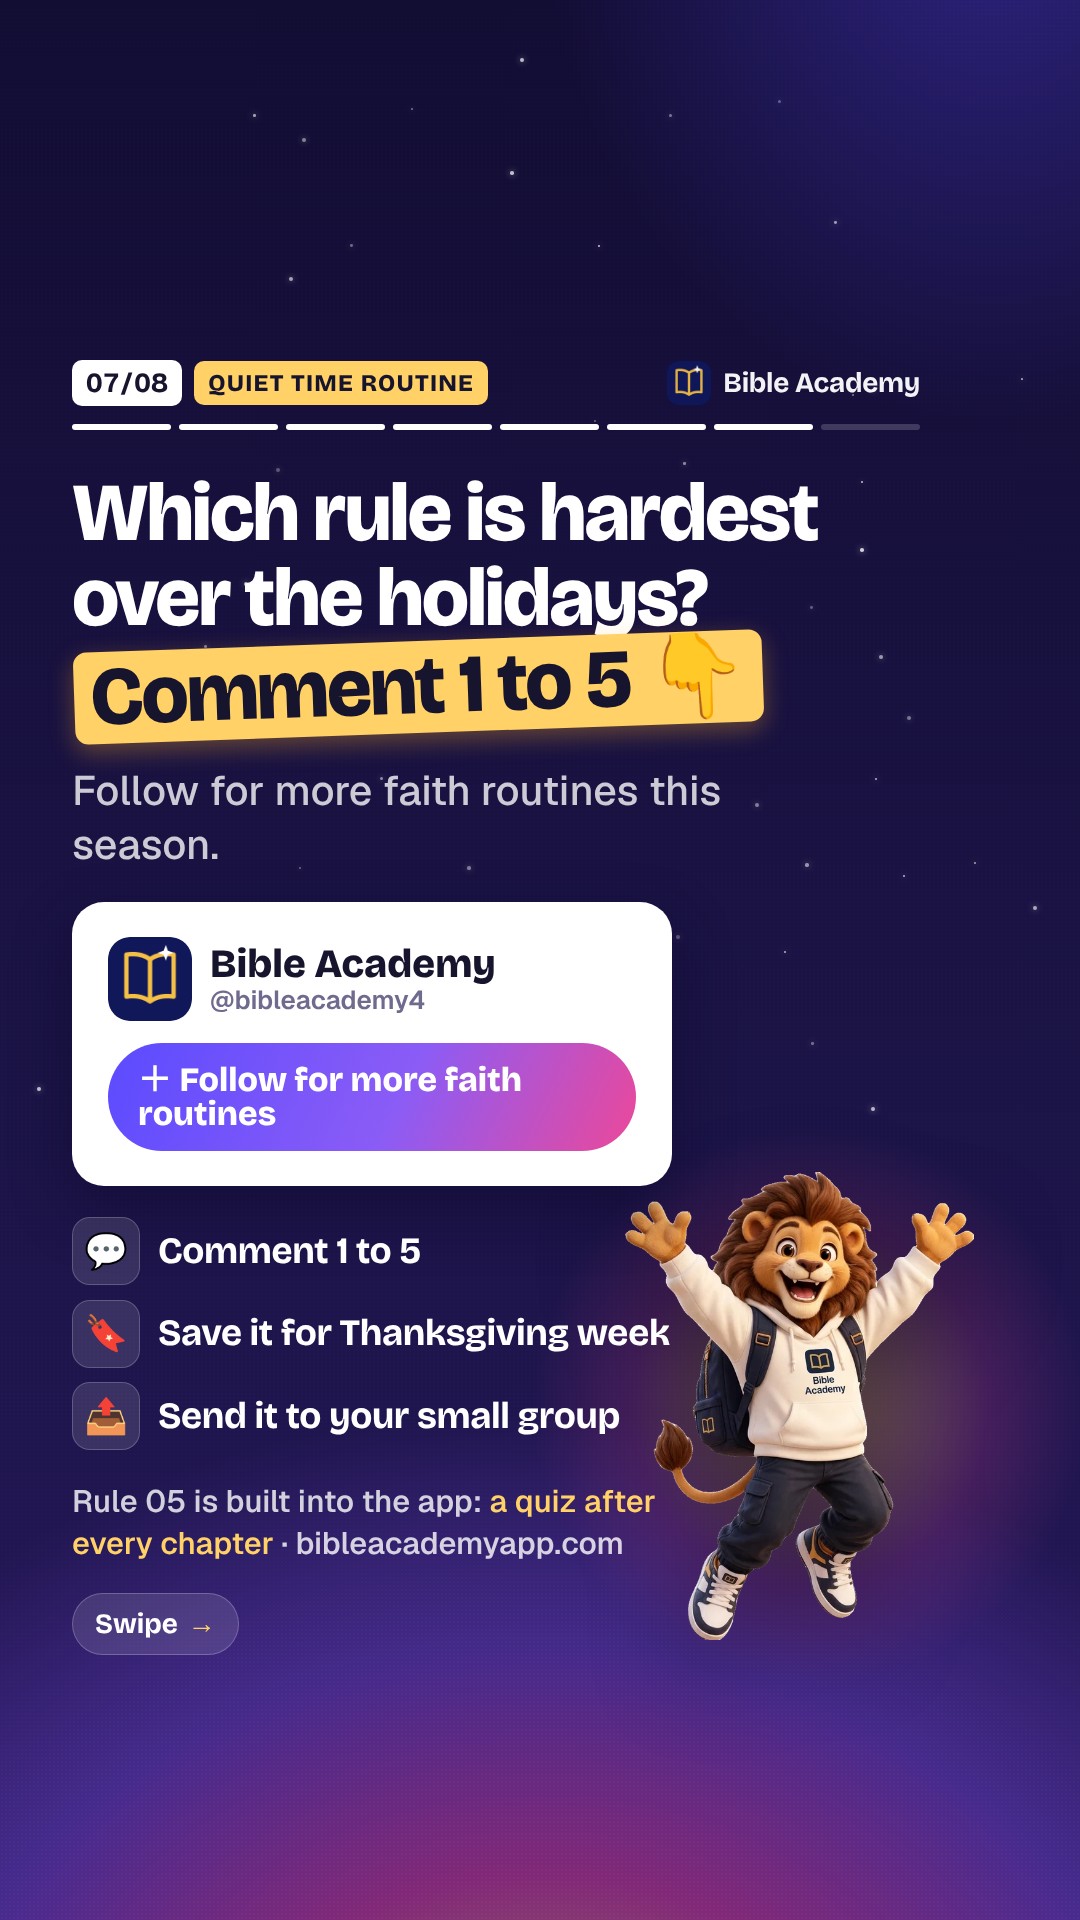 07/08 QUIET TIME ROUTINE Bible Academy
Which rule is hardest
over the holidays?
Comment 1 to 5 👇
Follow for more faith routines this
season.
Bible Academy
@bibleacademy4
+ Follow for more faith
routines
💬 Comment 1 to 5
🔖 Save it for Thanksgiving week
📤 Send it to your small group
Bible
Academy
Rule 05 is built into the app: a quiz after
every chapter · bibleacademyapp.com
Swipe →